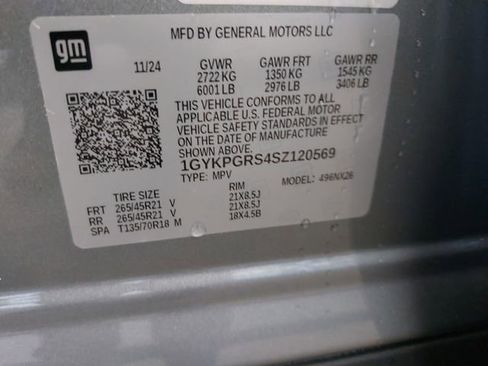 gm
MFD BY GENERAL MOTORS LLC
11/24 GVWR GAWR FRT GAWR RR
2722 KG 1350 KG 1545 KG
6001 LB 2976 LB 3406 LB
THIS VEHICLE CONFORMS TO ALL
APPLICABLE U.S. FEDERAL MOTOR
VEHICLE SAFETY STANDARDS IN EFFECT
ON THE DATE OF MANUFACTURE
1GYKPGRS4SZ120569
TYPE: MPV MODEL: 496NX26
TIRE SIZE RIM
FRT 265/45R21 V 21X8.5J
RR 265/45R21 V 21X8.5J
SPA T135/70R18 M 18X4.5B